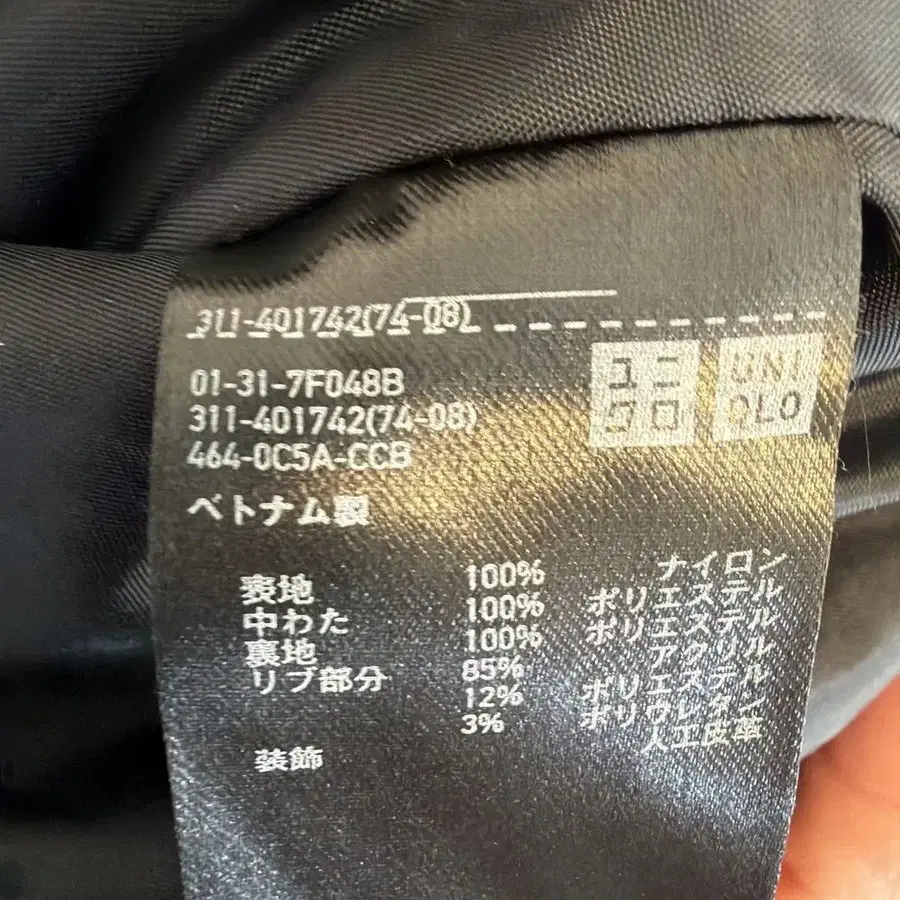 311-401742(74-08)
01-31-7F048B
311-401742(74-08)
464-0C5A-CCB
ベトナム製
ユニ
クロ
UNI
QLO
表地 100% ナイロン
中わた 100% ポリエステル
裏地 100% ポリエステル
リブ部分 85% アクリル
12% ポリエステル
3% ポリウレタン
装飾 人工皮革